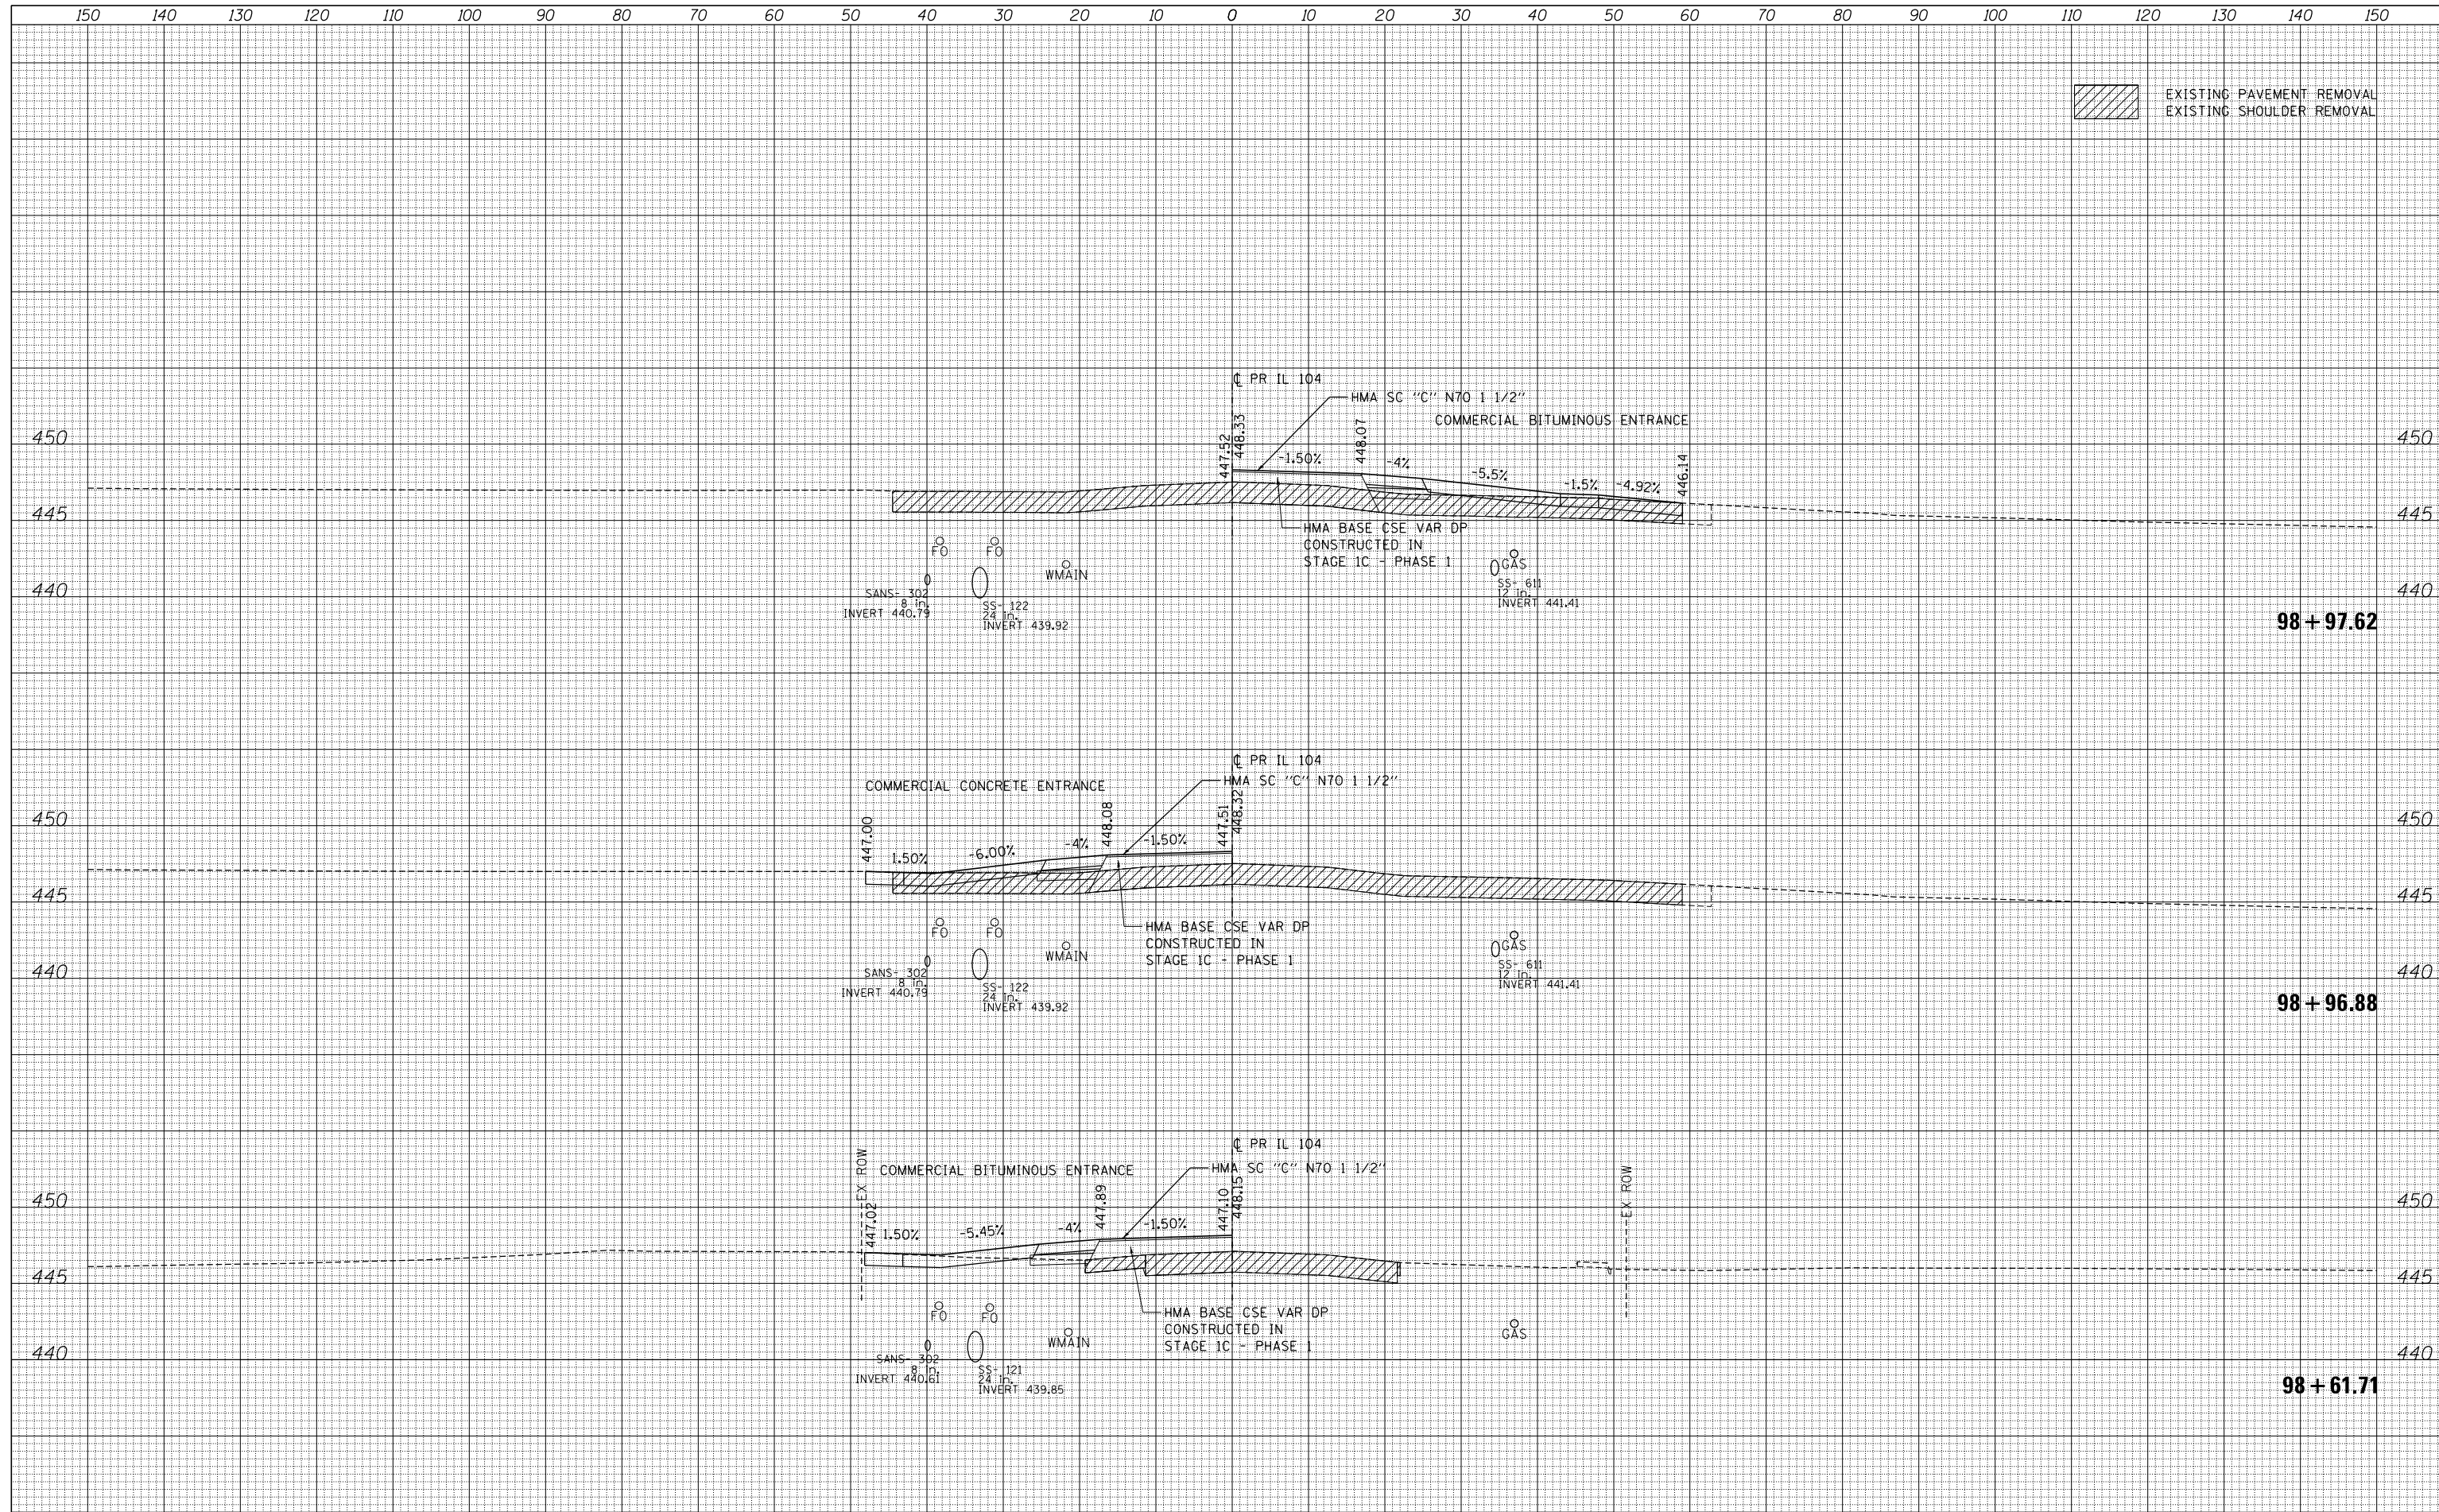 150 140 130 120 110 100 90 80 70 60 50 40 30 20 10 0 10 20 30 40 50 60 70 80 90 100 110 120 130 140 150
EXISTING PAVEMENT REMOVAL
EXISTING SHOULDER REMOVAL
℄ PR IL 104
HMA SC "C" N70 1 1/2"
COMMERCIAL BITUMINOUS ENTRANCE
450
447.52
448.33
448.07
446.14
450
-1.50%
-4%
-5.5%
-1.5%
-4.92%
445
445
HMA BASE CSE VAR DP
CONSTRUCTED IN
STAGE 1C - PHASE 1
FO
FO
WMAIN
GAS
440
440
SANS- 302
8 in.
INVERT 440.79
SS- 122
24 in.
INVERT 439.92
SS- 611
12 in.
INVERT 441.41
98+97.62
℄ PR IL 104
HMA SC "C" N70 1 1/2"
COMMERCIAL CONCRETE ENTRANCE
450
447.00
448.08
447.51
448.32
450
1.50%
-6.00%
-4%
-1.50%
445
445
HMA BASE CSE VAR DP
CONSTRUCTED IN
STAGE 1C - PHASE 1
FO
FO
WMAIN
GAS
440
440
SANS- 302
8 in.
INVERT 440.79
SS- 122
24 in.
INVERT 439.92
SS- 611
12 in.
INVERT 441.41
98+96.88
℄ PR IL 104
HMA SC "C" N70 1 1/2"
COMMERCIAL BITUMINOUS ENTRANCE
EX ROW
EX ROW
450
447.02
447.89
447.10
448.15
450
1.50%
-5.45%
-4%
-1.50%
445
445
HMA BASE CSE VAR DP
CONSTRUCTED IN
STAGE 1C - PHASE 1
FO
FO
WMAIN
GAS
440
440
SANS- 302
8 in.
INVERT 440.61
SS- 121
24 in.
INVERT 439.85
98+61.71